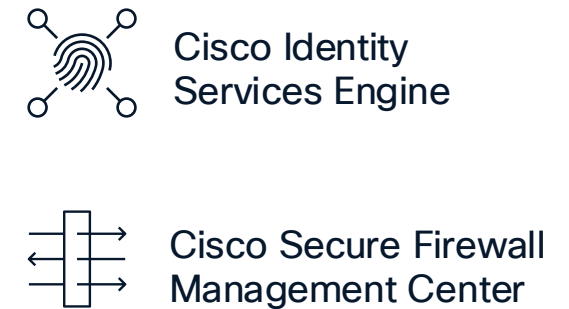 Cisco Identity
Services Engine
Cisco Secure Firewall
Management Center